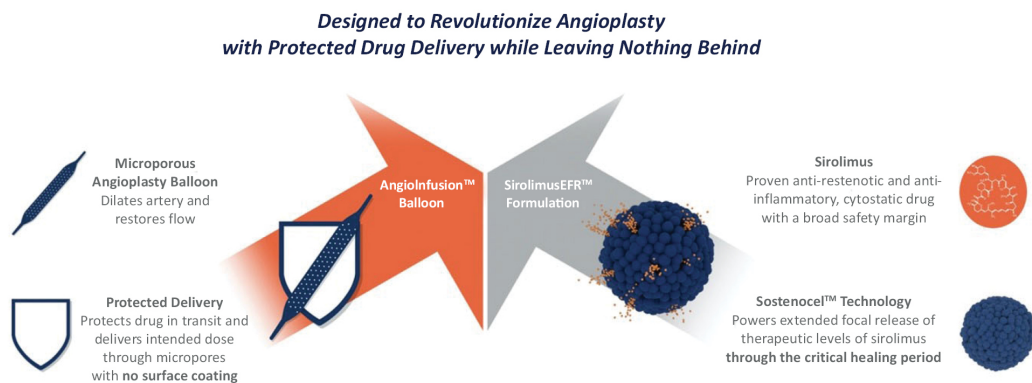 Designed to Revolutionize Angioplasty
with Protected Drug Delivery while Leaving Nothing Behind
Microporous
Angioplasty Balloon
Dilates artery and
restores flow
Protected Delivery
Protects drug in transit and
delivers intended dose
through micropores
with no surface coating
AngioInfusion™
Balloon
SirolimusEFR™
Formulation
Sirolimus
Proven anti-restenotic and anti-
inflammatory, cytostatic drug
with a broad safety margin
Sostenocel™ Technology
Powers extended focal release of
therapeutic levels of sirolimus
through the critical healing period